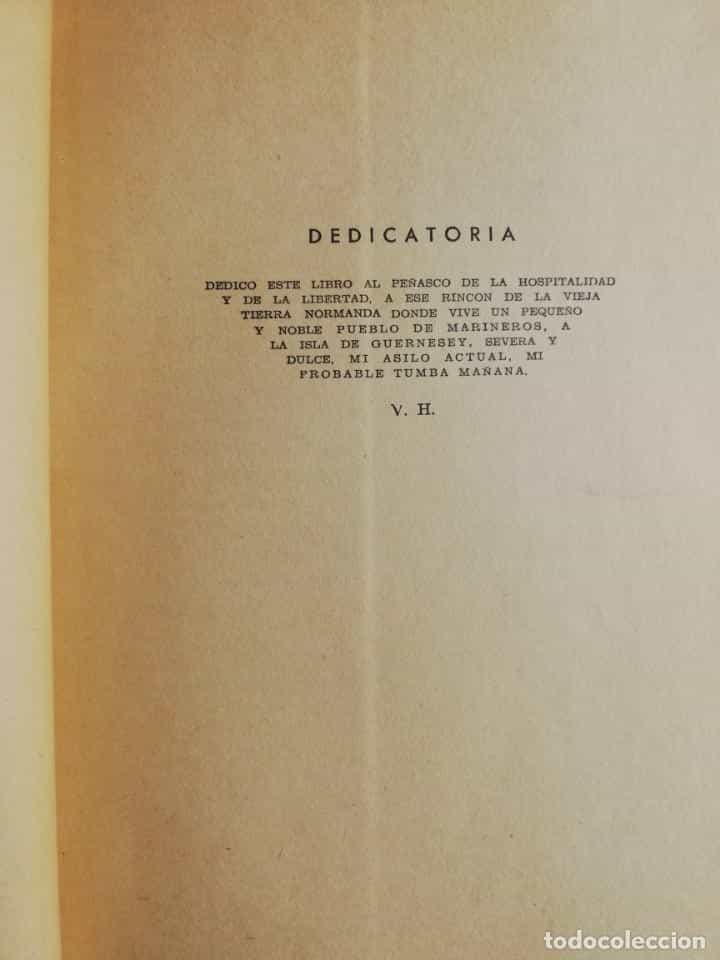 DEDICATORIA
DEDICO ESTE LIBRO AL PEÑASCO DE LA HOSPITALIDAD
Y DE LA LIBERTAD, A ESE RINCON DE LA VIEJA
TIERRA NORMANDA DONDE VIVE UN PEQUEÑO
Y NOBLE PUEBLO DE MARINEROS, A
LA ISLA DE GUERNESEY, SEVERA Y
DULCE, MI ASILO ACTUAL, MI
PROBABLE TUMBA MAÑANA.
V. H.
todocoleccion